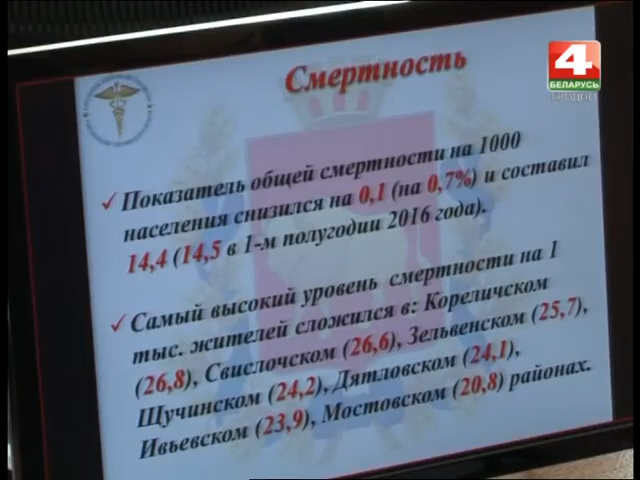 Смертность
4
БЕЛАРУСЬ
✓ Показатель общей смертности на 1000
населения снизился на 0,1 (на 0,7%) и составил
14,4 (14,5 в 1-м полугодии 2016 года).
✓ Самый высокий уровень смертности на 1
тыс. жителей сложился в: Кореличском
(26,8), Свислочском (26,6), Зельвенском (25,7),
Щучинском (24,2), Дятловском (24,1),
Ивьевском (23,9), Мостовском (20,8) районах.